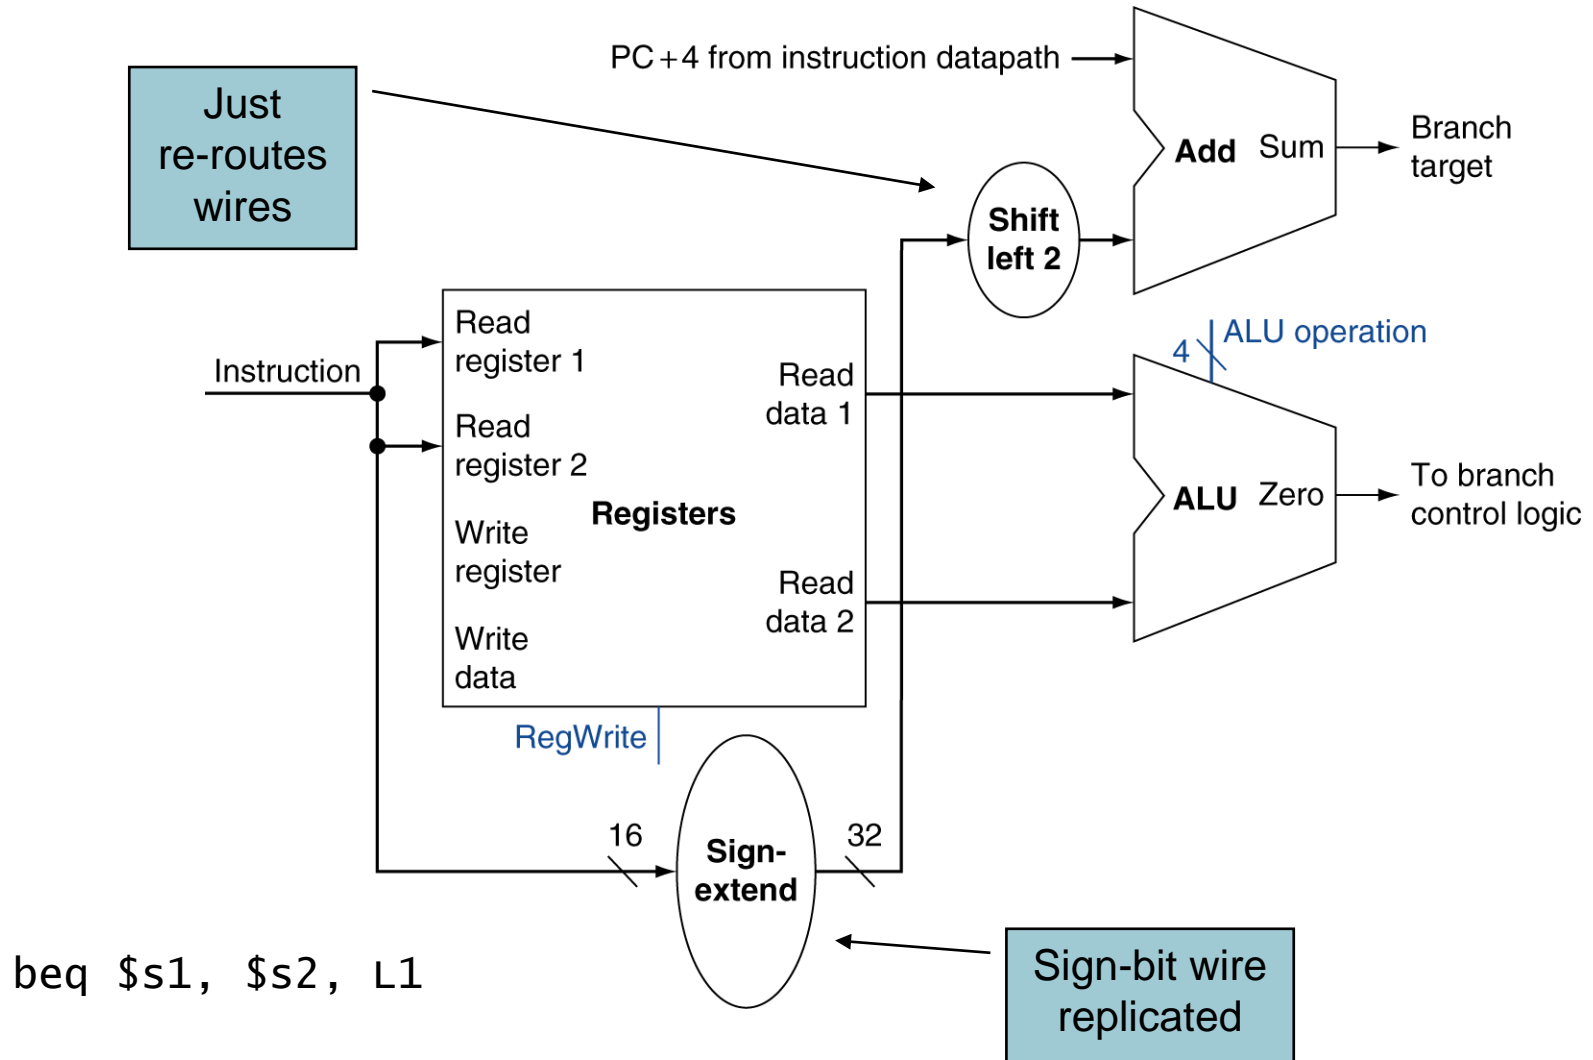 PC+4 from instruction datapath
Just
re-routes
wires
Add Sum
Branch
target
Shift
left 2
Instruction
Read
register 1
Read
register 2
Registers
Write
register
Write
data
Read
data 1
Read
data 2
4
ALU operation
ALU Zero
To branch
control logic
RegWrite
16
Sign-
extend
32
beq $s1, $s2, L1
Sign-bit wire
replicated